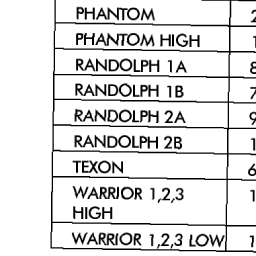 PHANTOM 2
PHANTOM HIGH 1
RANDOLPH 1A 8
RANDOLPH 1B 7
RANDOLPH 2A 9
RANDOLPH 2B 1
TEXON 6
WARRIOR 1,2,3 1
HIGH
WARRIOR 1,2,3 LOW 1